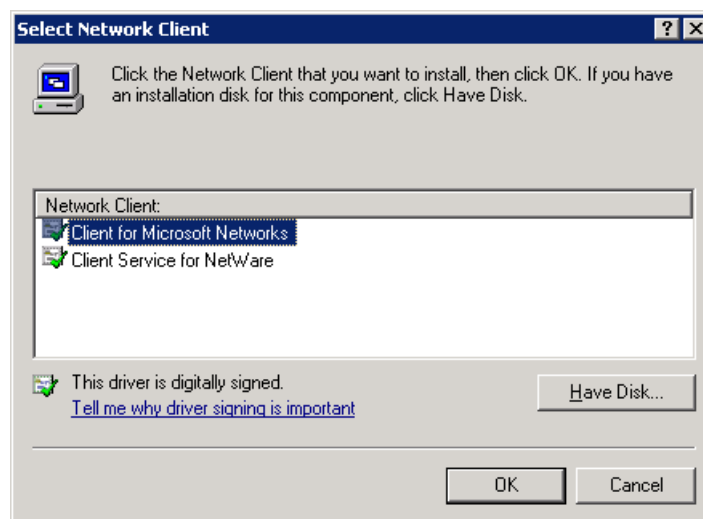 Select Network Client
Click the Network Client that you want to install, then click OK. If you have
an installation disk for this component, click Have Disk.
Network Client:
Client for Microsoft Networks
Client Service for NetWare
This driver is digitally signed.
Tell me why driver signing is important
Have Disk...
OK
Cancel